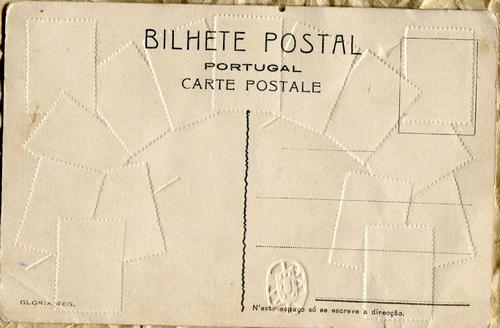 BILHETE POSTAL
PORTUGAL
CARTE POSTALE
GLORIA REG.
N'este espaço só se escreve a direcção.